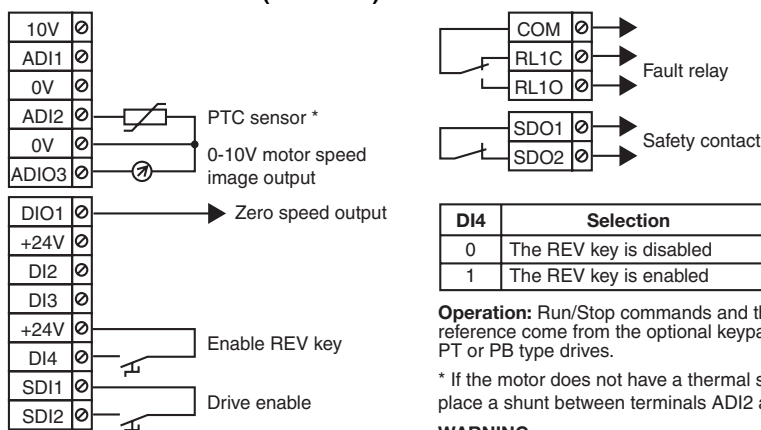 10V
ADI1
0V
ADI2
0V
ADIO3
PTC sensor *
0-10V motor speed
image output
DIO1
Zero speed output
+24V
DI2
DI3
+24V
DI4
Enable REV key
SDI1
SDI2
Drive enable
COM
RL1C
RL1O
Fault relay
SDO1
SDO2
Safety contact
DI4 Selection
0 The REV key is disabled
1 The REV key is enabled
Operation: Run/Stop commands and
reference come from the optional
PT or PB type drives.
* If the motor does not have a thermal
place a shunt between terminals ADI2
WARNING